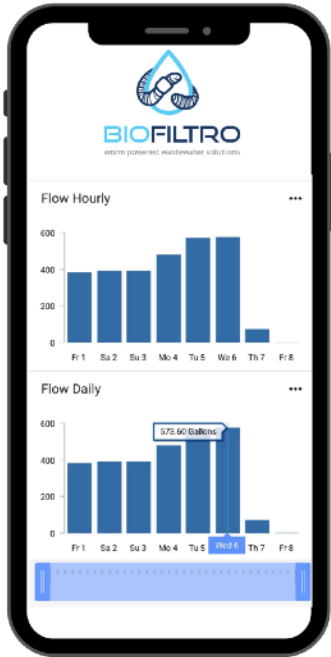 BIOFILTRO
worm powered wastewater solutions
Flow Hourly
600
400
200
0
Fr 1 Sa 2 Su 3 Mo 4 Tu 5 We 6 Th 7 Fr 8
Flow Daily
600
573.60 Gallons
400
200
0
Fr 1 Sa 2 Su 3 Mo 4 Tu 5 Wed 6 Th 7 Fr 8